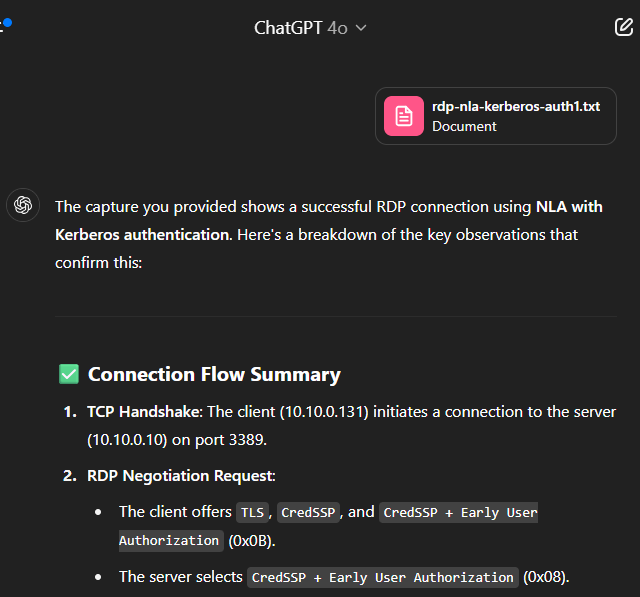 ChatGPT 4o
rdp-nla-kerberos-auth1.txt
Document
The capture you provided shows a successful RDP connection using NLA with
Kerberos authentication. Here's a breakdown of the key observations that
confirm this:
Connection Flow Summary
1. TCP Handshake: The client (10.10.0.131) initiates a connection to the server
(10.10.0.10) on port 3389.
2. RDP Negotiation Request:
• The client offers TLS, CredSSP, and CredSSP + Early User
Authorization (0x0B).
• The server selects CredSSP + Early User Authorization (0x08).